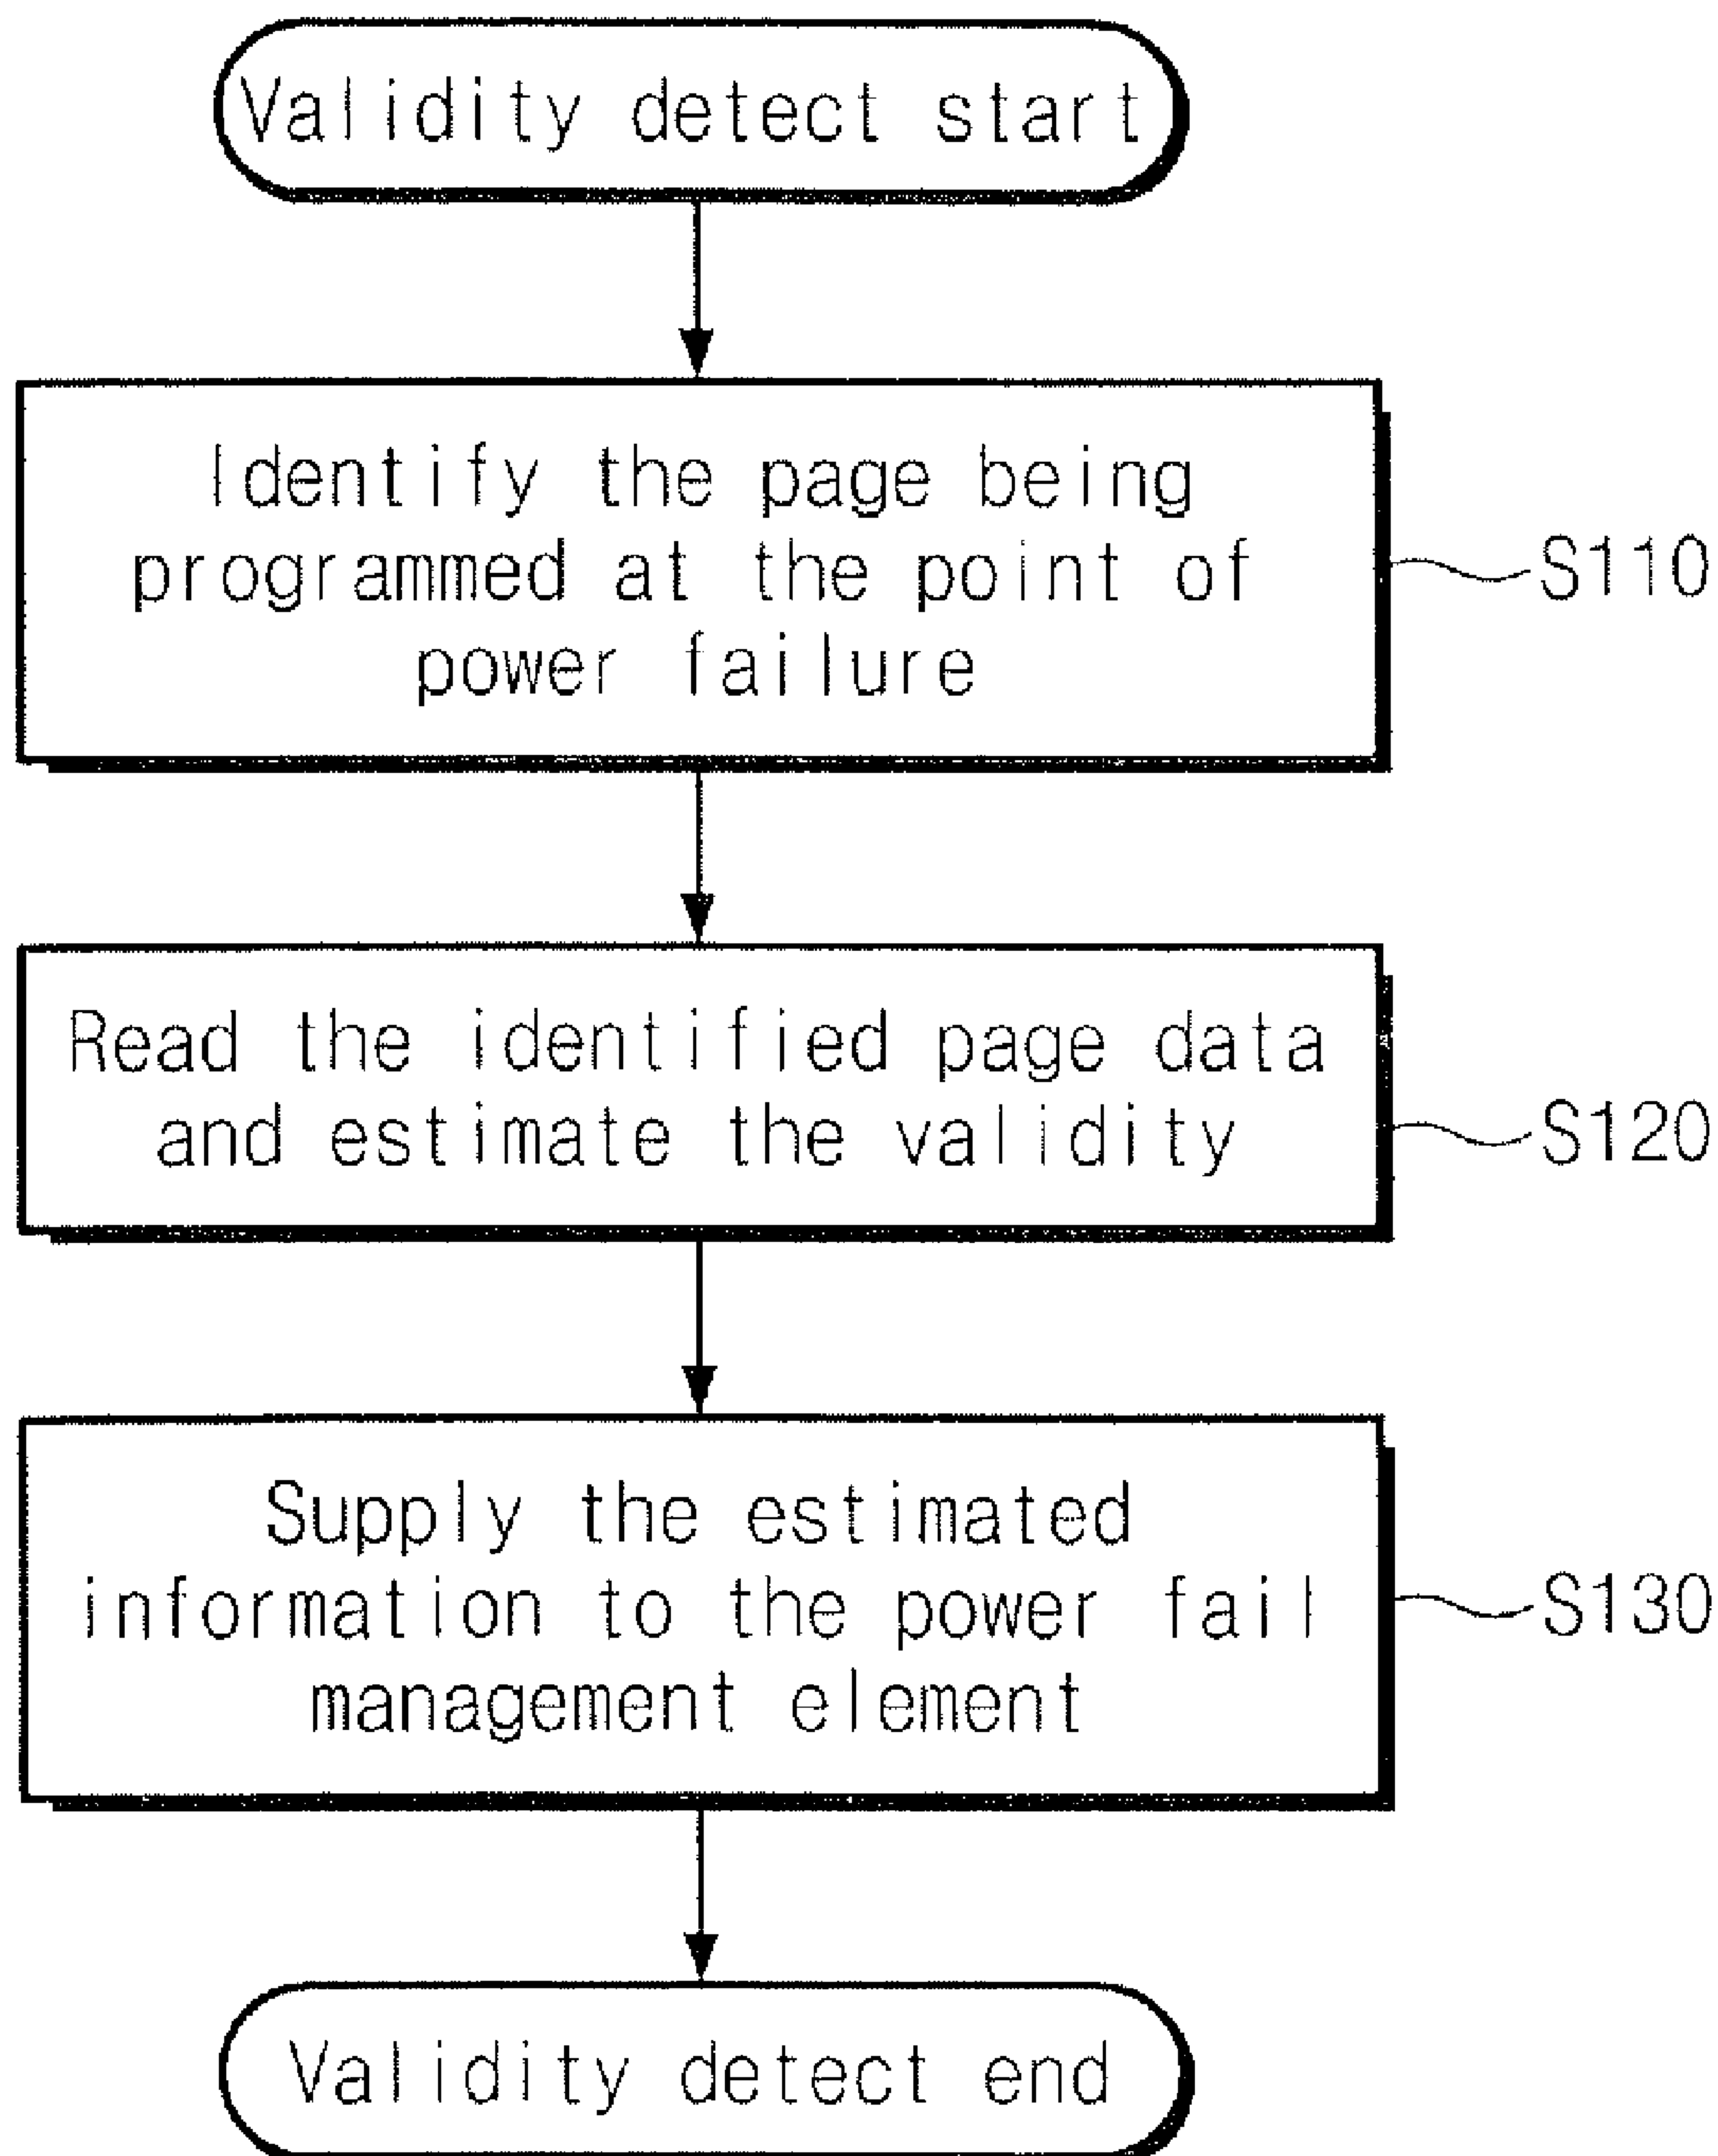 Validity detect start
Identify the page being
programmed at the point of
power failure
S110
Read the identified page data
and estimate the validity
S120
Supply the estimated
information to the power fail
management element
S130
Validity detect end